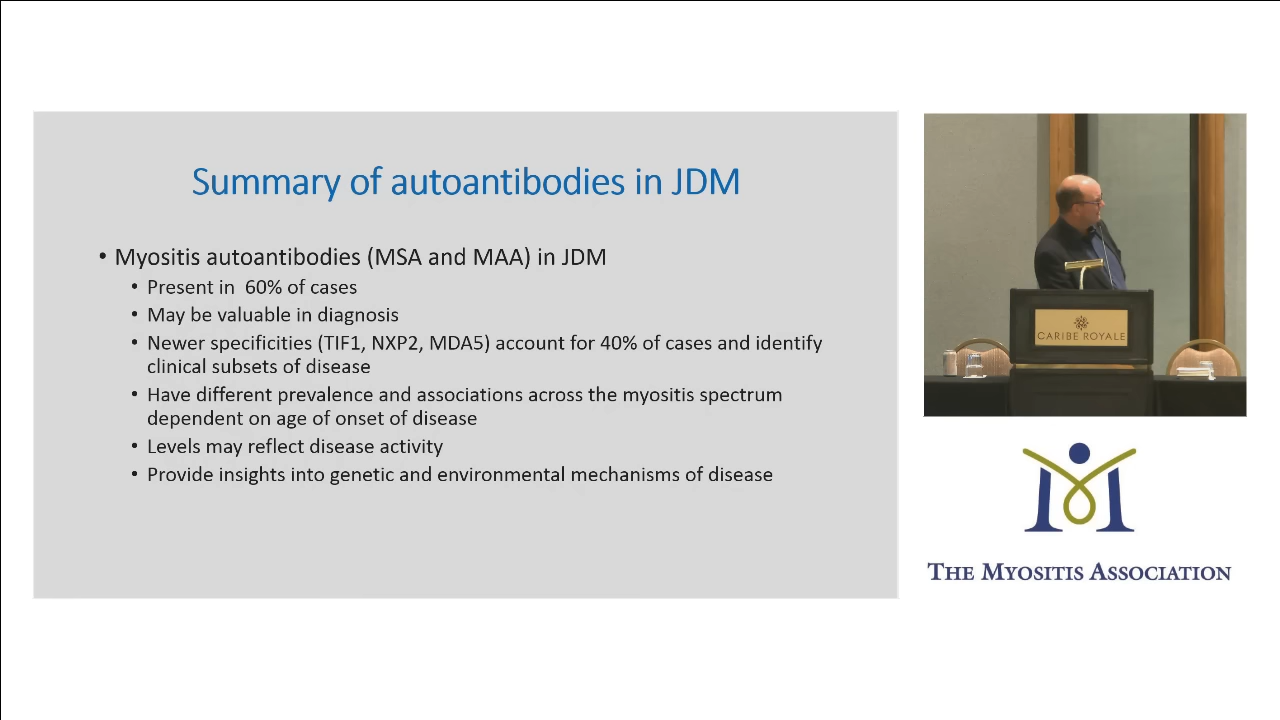 Summary of autoantibodies in JDM
• Myositis autoantibodies (MSA and MAA) in JDM
• Present in 60% of cases
• May be valuable in diagnosis
• Newer specificities (TIF1, NXP2, MDA5) account for 40% of cases and identify
clinical subsets of disease
• Have different prevalence and associations across the myositis spectrum
dependent on age of onset of disease
• Levels may reflect disease activity
• Provide insights into genetic and environmental mechanisms of disease
CARIBE ROYALE
THE MYOSITIS ASSOCIATION